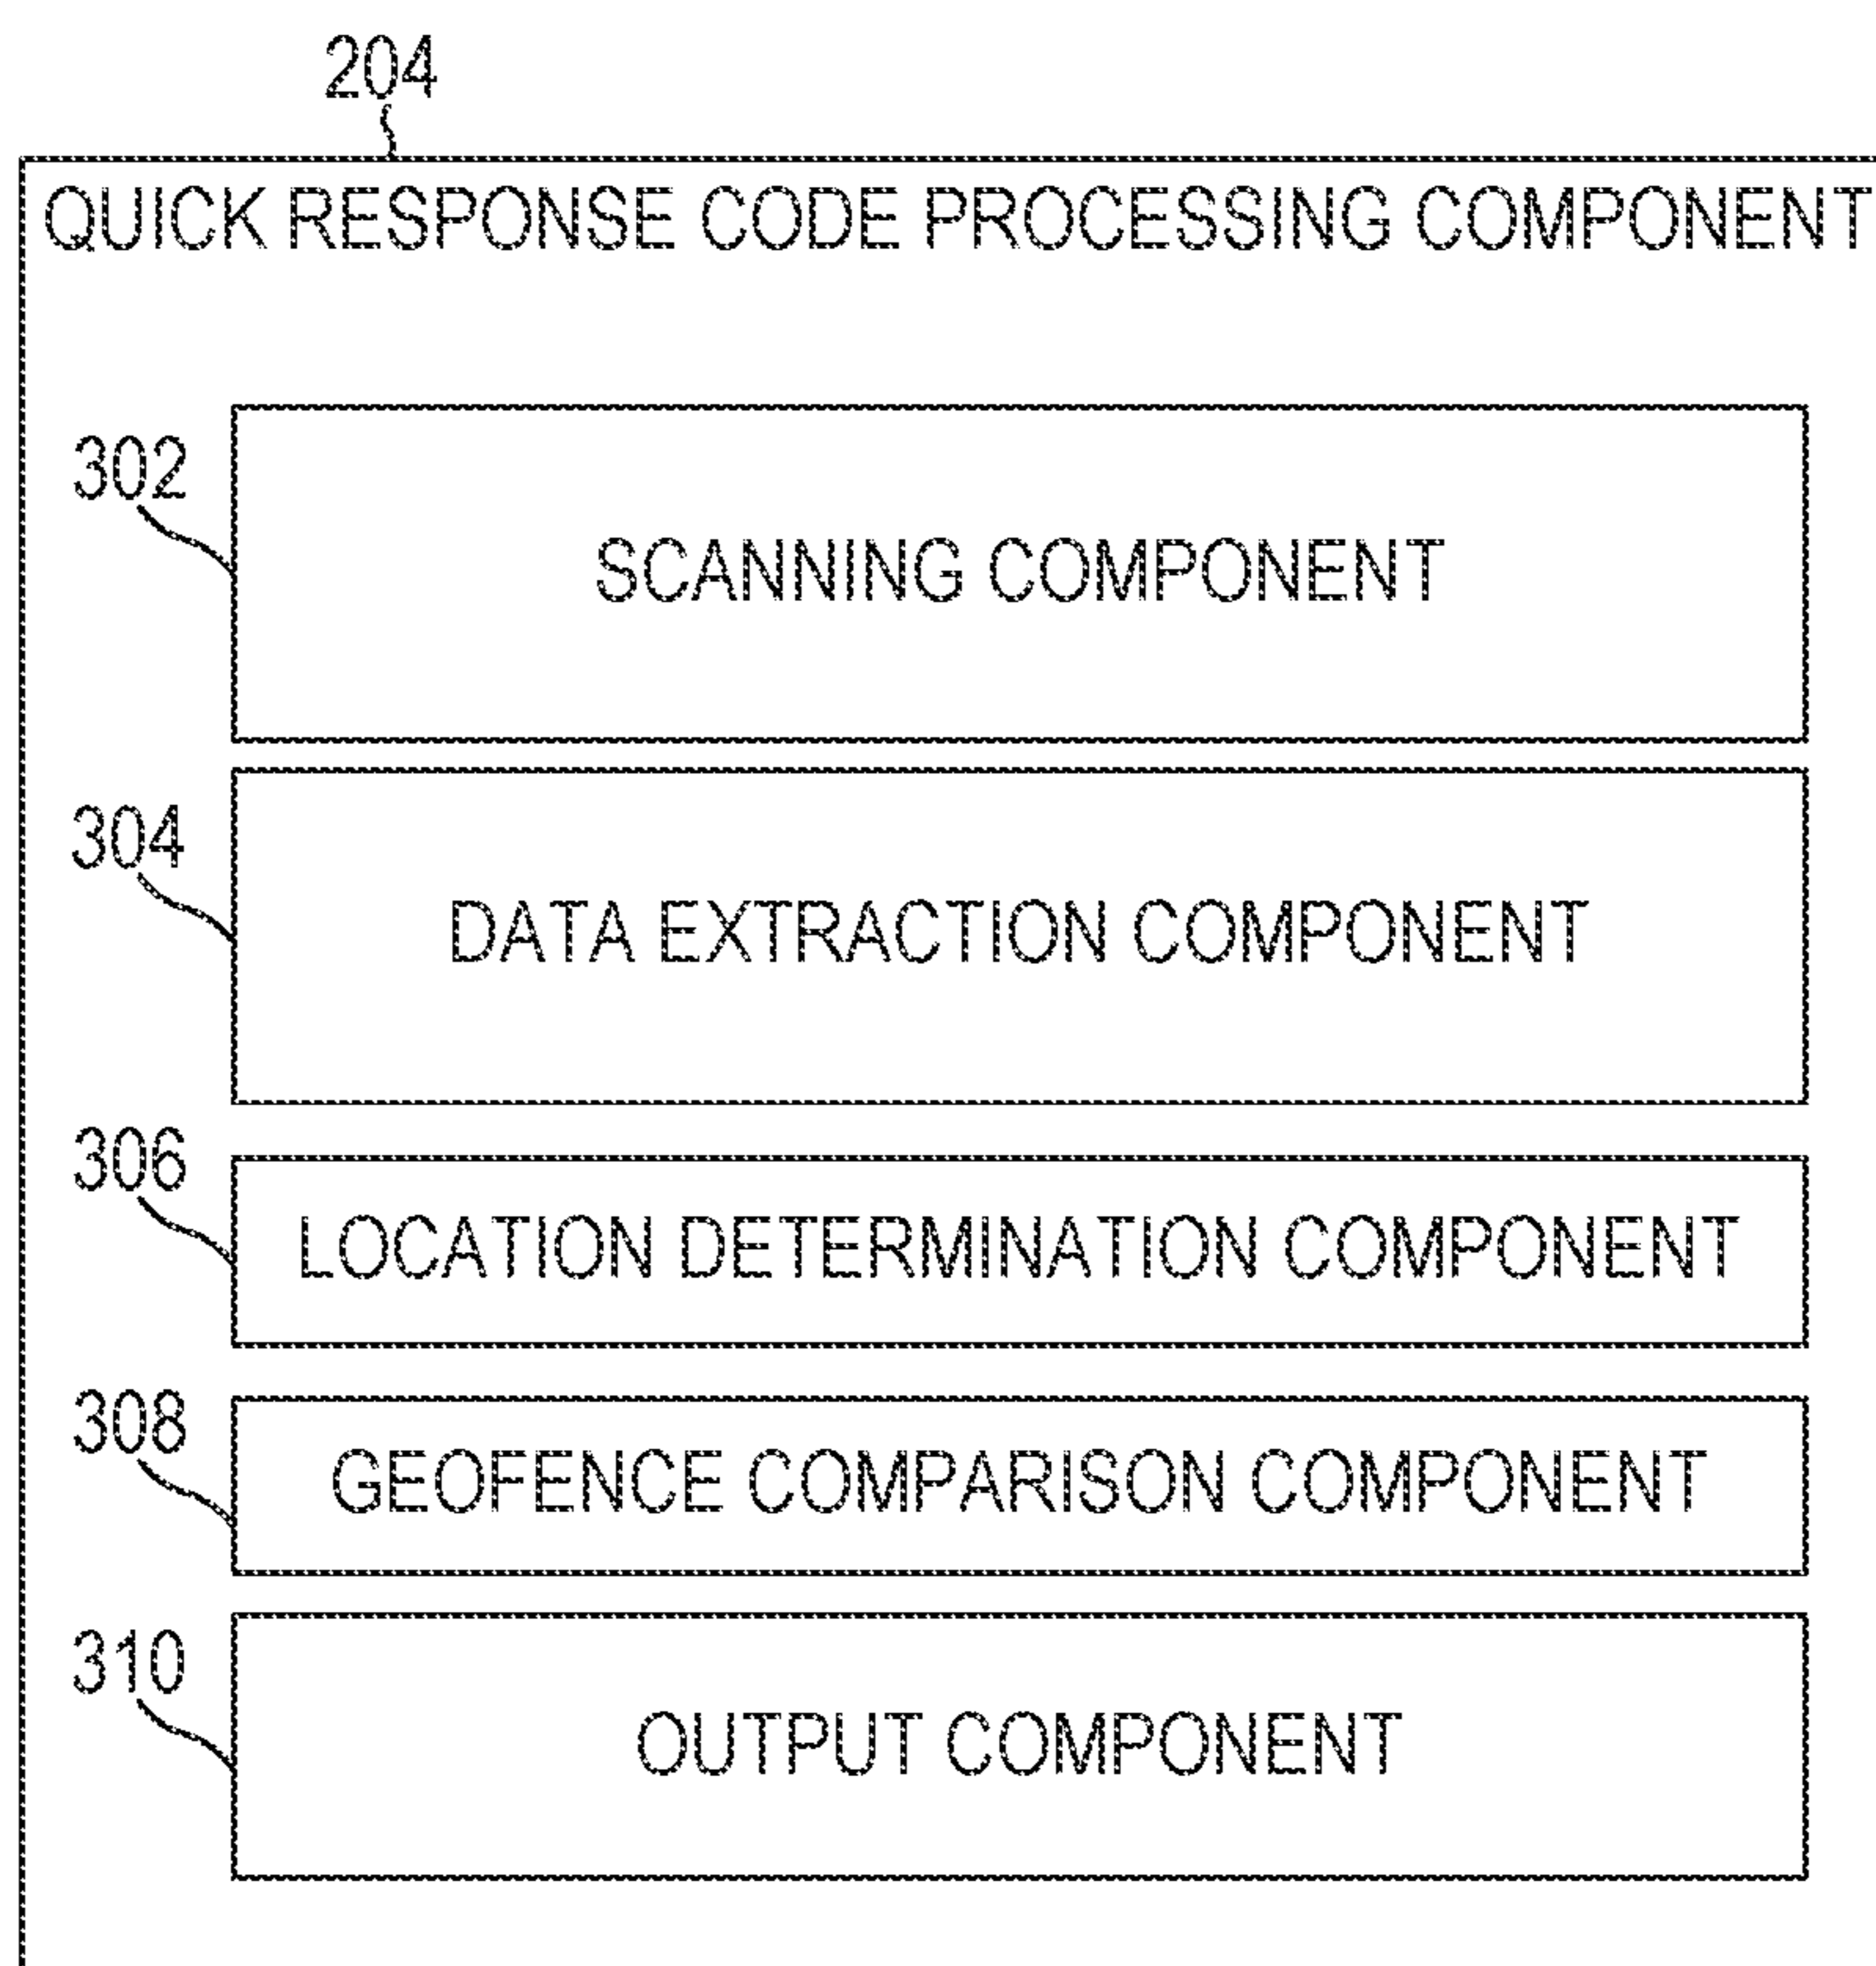 204
QUICK RESPONSE CODE PROCESSING COMPONENT
302
SCANNING COMPONENT
304
DATA EXTRACTION COMPONENT
306
LOCATION DETERMINATION COMPONENT
308
GEOFENCE COMPARISON COMPONENT
310
OUTPUT COMPONENT